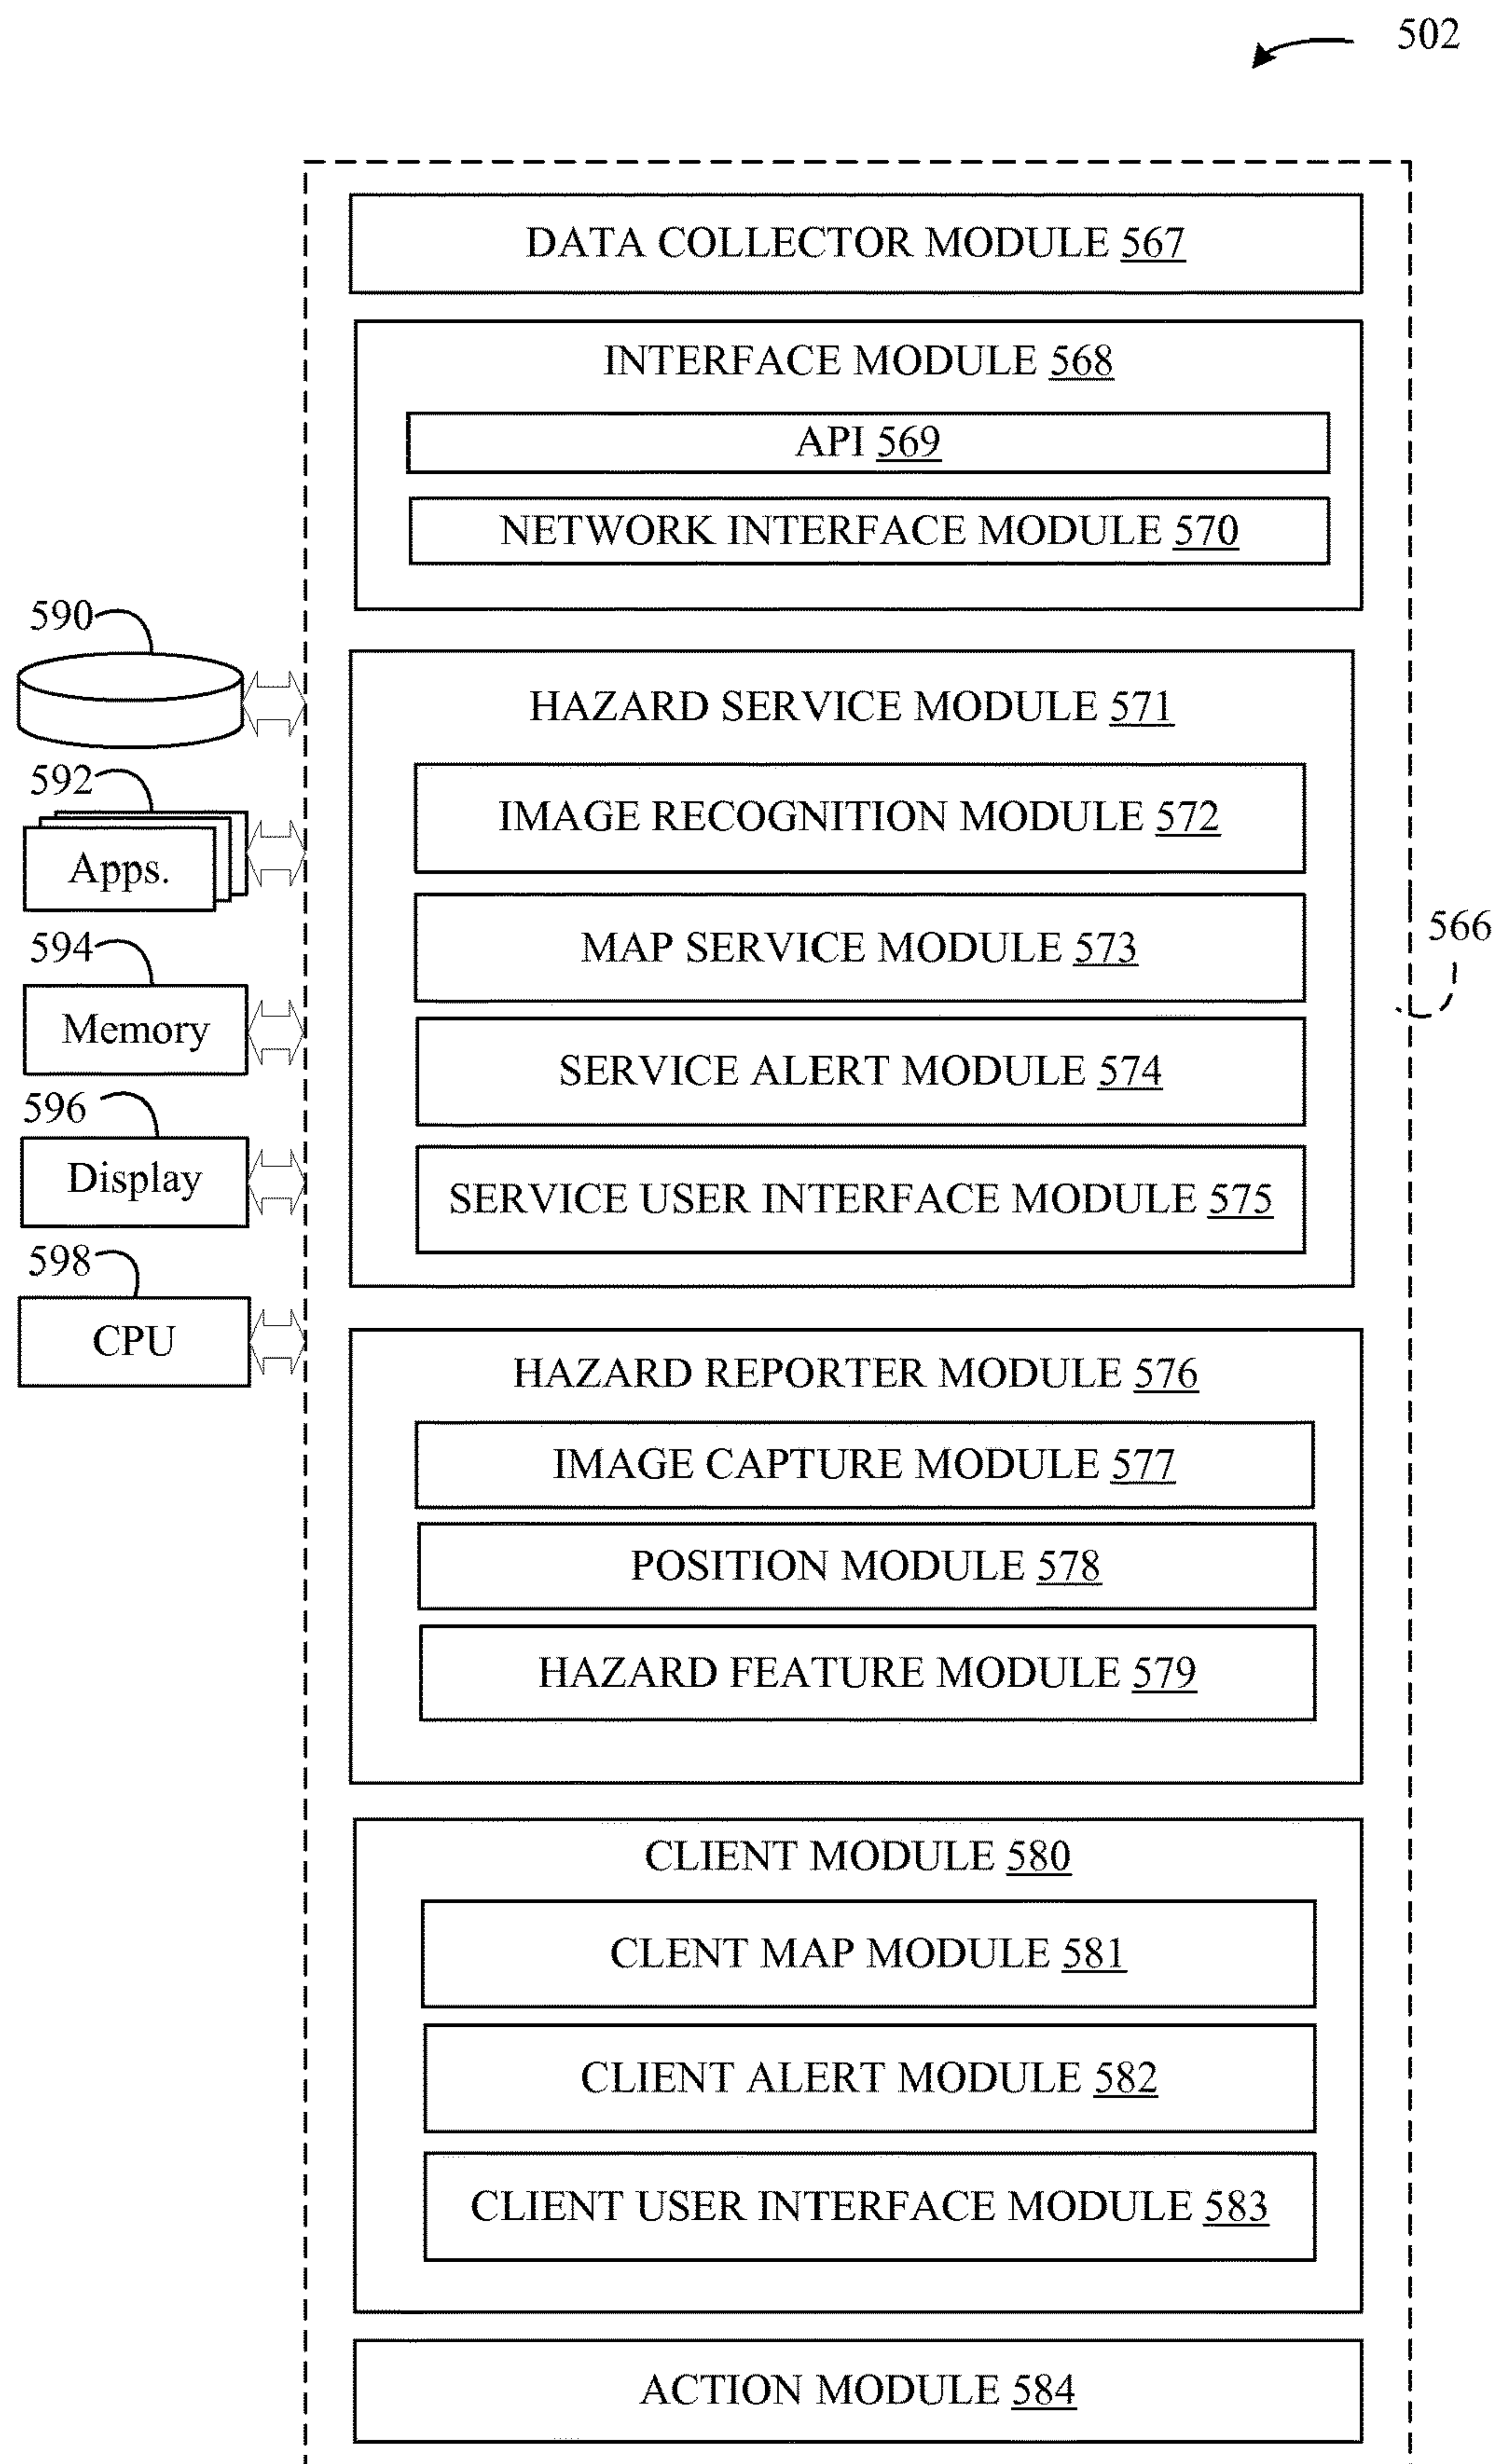 502
DATA COLLECTOR MODULE 567
INTERFACE MODULE 568
API 569
NETWORK INTERFACE MODULE 570
590
HAZARD SERVICE MODULE 571
592
IMAGE RECOGNITION MODULE 572
Apps.
566
594
MAP SERVICE MODULE 573
Memory
SERVICE ALERT MODULE 574
596
Display
SERVICE USER INTERFACE MODULE 575
598
CPU
HAZARD REPORTER MODULE 576
IMAGE CAPTURE MODULE 577
POSITION MODULE 578
HAZARD FEATURE MODULE 579
CLIENT MODULE 580
CLENT MAP MODULE 581
CLIENT ALERT MODULE 582
CLIENT USER INTERFACE MODULE 583
ACTION MODULE 584